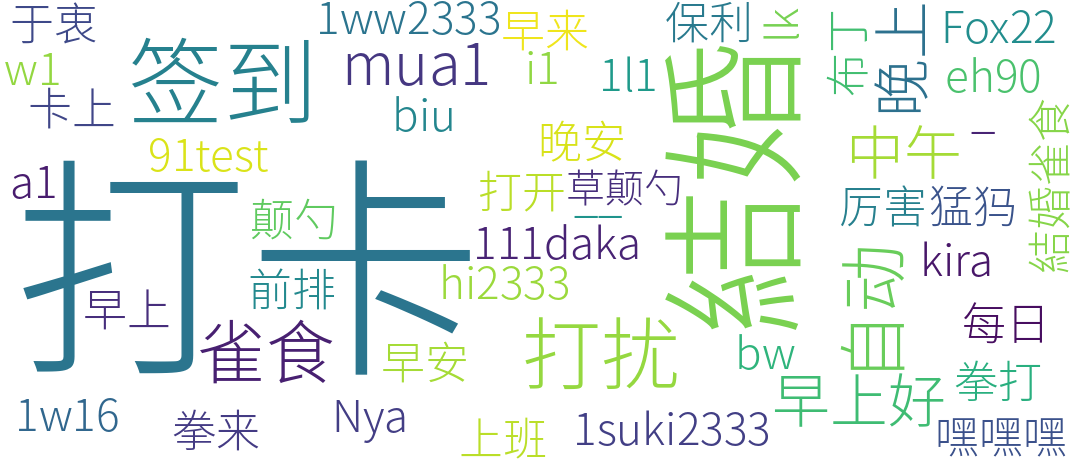 于衷
1ww2333
早来
保利
lk
布丁
晚上
Fox22
w1
签到
mua1
i1
1l1
結婚
eh90
卡上
biu
91test
晚安
中午
一
a1
打卡
颠勺
打开
草颠勺
厉害
猛犸
結婚雀食
一一
111daka
自动
kira
前排
hi2333
早上
雀食
早安
打扰
bw
早上好
每日
拳打
1w16
拳来
Nya
上班
1suki2333
嘿嘿嘿